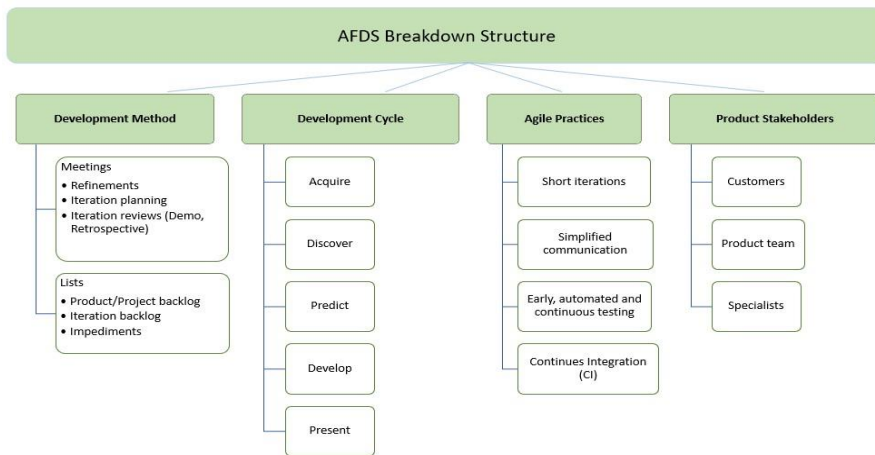 AFDS Breakdown Structure
Development Method
Meetings
• Refinements
• Iteration planning
• Iteration reviews (Demo,
Retrospective)
Lists
• Product/Project backlog
• Iteration backlog
• Impediments
Development Cycle
Acquire
Discover
Predict
Develop
Present
Agile Practices
Short iterations
Simplified
communication
Early, automated and
continuous testing
Continues Integration
(CI)
Product Stakeholders
Customers
Product team
Specialists